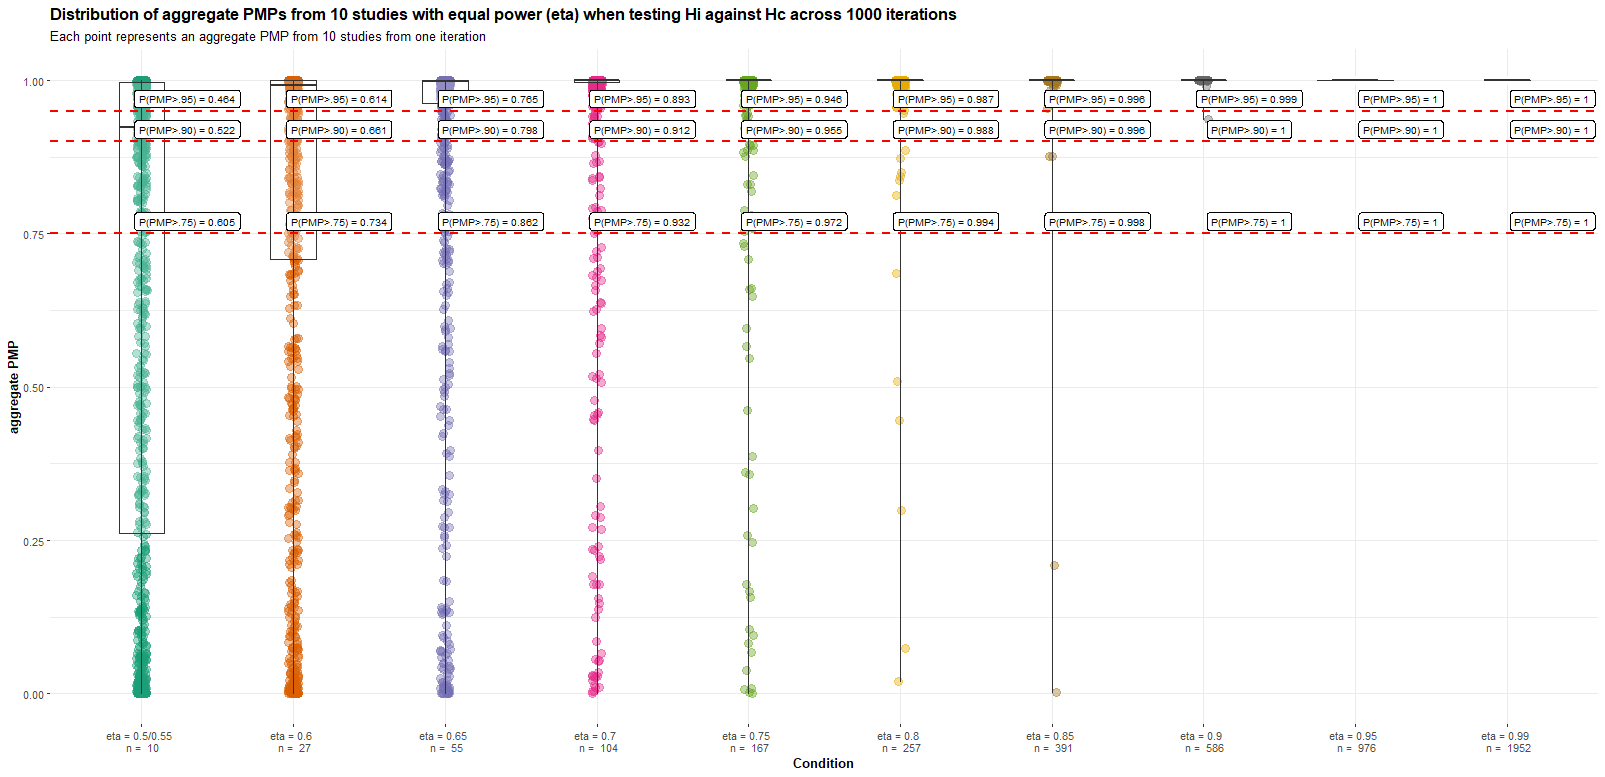 Distribution of aggregate PMPs from 10 studies with equal power (eta) when testing Hi against Hc across 1000 iterations
Each point represents an aggregate PMP from 10 studies from one iteration
aggregate PMP
1.00
P(PMP>.95) = 0.464
P(PMP>.95) = 0.614
P(PMP>.95) = 0.765
P(PMP>.95) = 0.893
P(PMP>.95) = 0.946
P(PMP>.95) = 0.987
P(PMP>.95) = 0.996
P(PMP>.95) = 0.999
P(PMP>.95) = 1
P(PMP>.95) = 1
P(PMP>.90) = 0.522
P(PMP>.90) = 0.661
P(PMP>.90) = 0.798
P(PMP>.90) = 0.912
P(PMP>.90) = 0.955
P(PMP>.90) = 0.988
P(PMP>.90) = 0.996
P(PMP>.90) = 1
P(PMP>.90) = 1
P(PMP>.90) = 1
P(PMP>.75) = 0.605
P(PMP>.75) = 0.734
P(PMP>.75) = 0.862
P(PMP>.75) = 0.932
P(PMP>.75) = 0.972
P(PMP>.75) = 0.994
P(PMP>.75) = 0.998
P(PMP>.75) = 1
P(PMP>.75) = 1
P(PMP>.75) = 1
0.75
0.50
0.25
0.00
eta = 0.5/0.55
n = 10
eta = 0.6
n = 27
eta = 0.65
n = 55
eta = 0.7
n = 104
eta = 0.75
n = 167
eta = 0.8
n = 257
eta = 0.85
n = 391
eta = 0.9
n = 586
eta = 0.95
n = 976
eta = 0.99
n = 1952
Condition